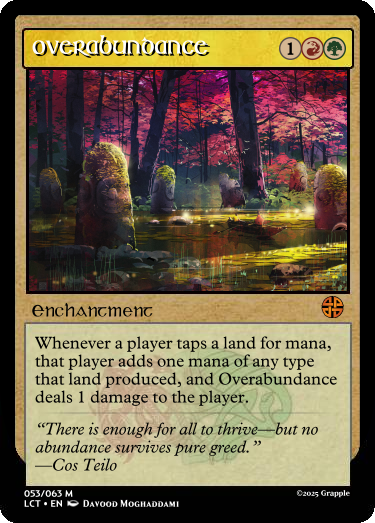 Overabundance 1
Enchantment
Whenever a player taps a land for mana,
that player adds one mana of any type
that land produced, and Overabundance
deals 1 damage to the player.
“There is enough for all to thrive—but no
abundance survives pure greed.”
—Cos Teilo
053/063 M
LCT • EN Davood Moghaddami
©2025 Grapple